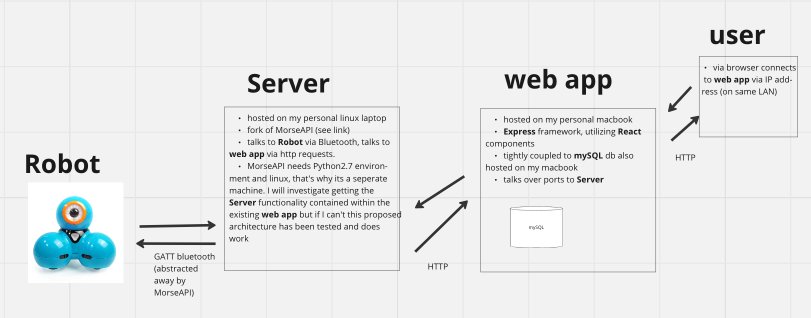 user
• via browser connects
to web app via IP add-
ress (on same LAN)
HTTP
web app
• hosted on my personal macbook
• Express framework, utilizing React
components
• tightly coupled to mySQL db also
hosted on my macbook
• talks over ports to Server
mySQL
HTTP
Server
• hosted on my personal linux laptop
• fork of MorseAPI (see link)
• talks to Robot via Bluetooth, talks to
web app via http requests.
• MorseAPI needs Python2.7 environ-
ment and linux, that's why its a seperate
machine. I will investigate getting the
Server functionality contained within the
existing web app but if I can't this proposed
architecture has been tested and does
work
Robot
GATT bluetooth
(abstracted
away by
MorseAPI)